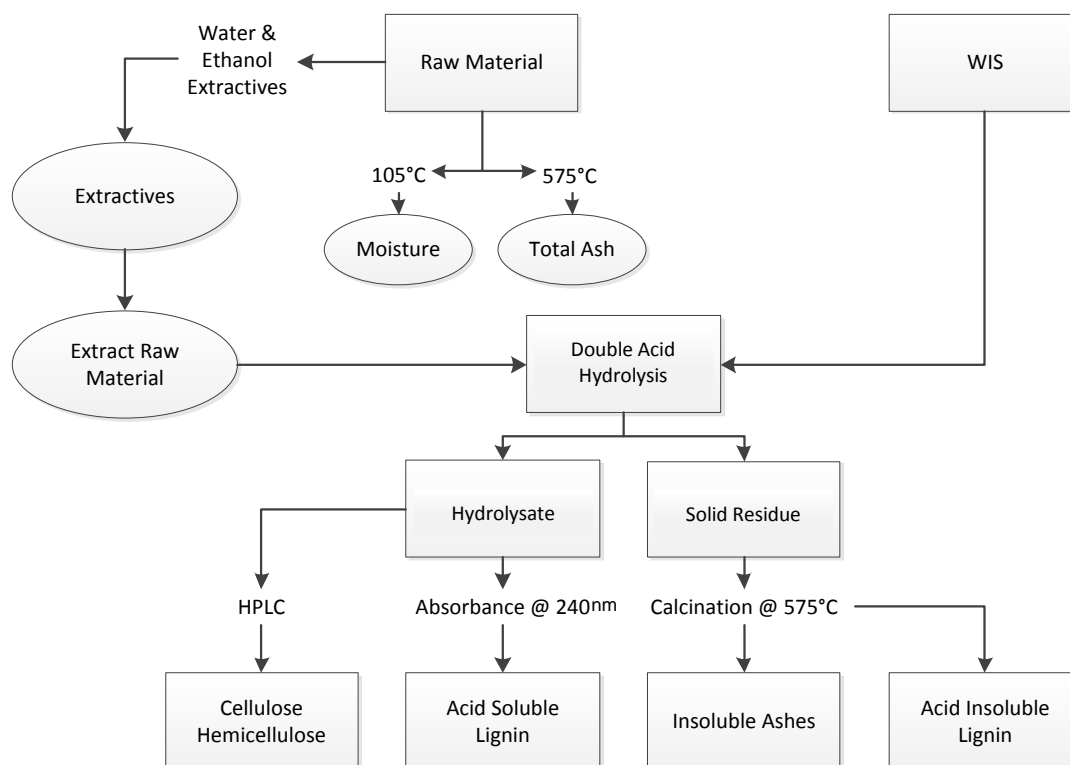 Water &
Ethanol
Extractives
Raw Material
WIS
105°C
575°C
Extractives
Moisture
Total Ash
Extract Raw
Material
Double Acid
Hydrolysis
Hydrolysate
Solid Residue
HPLC
Absorbance @ 240nm
Calcination @ 575°C
Cellulose
Hemicellulose
Acid Soluble
Lignin
Insoluble Ashes
Acid Insoluble
Lignin